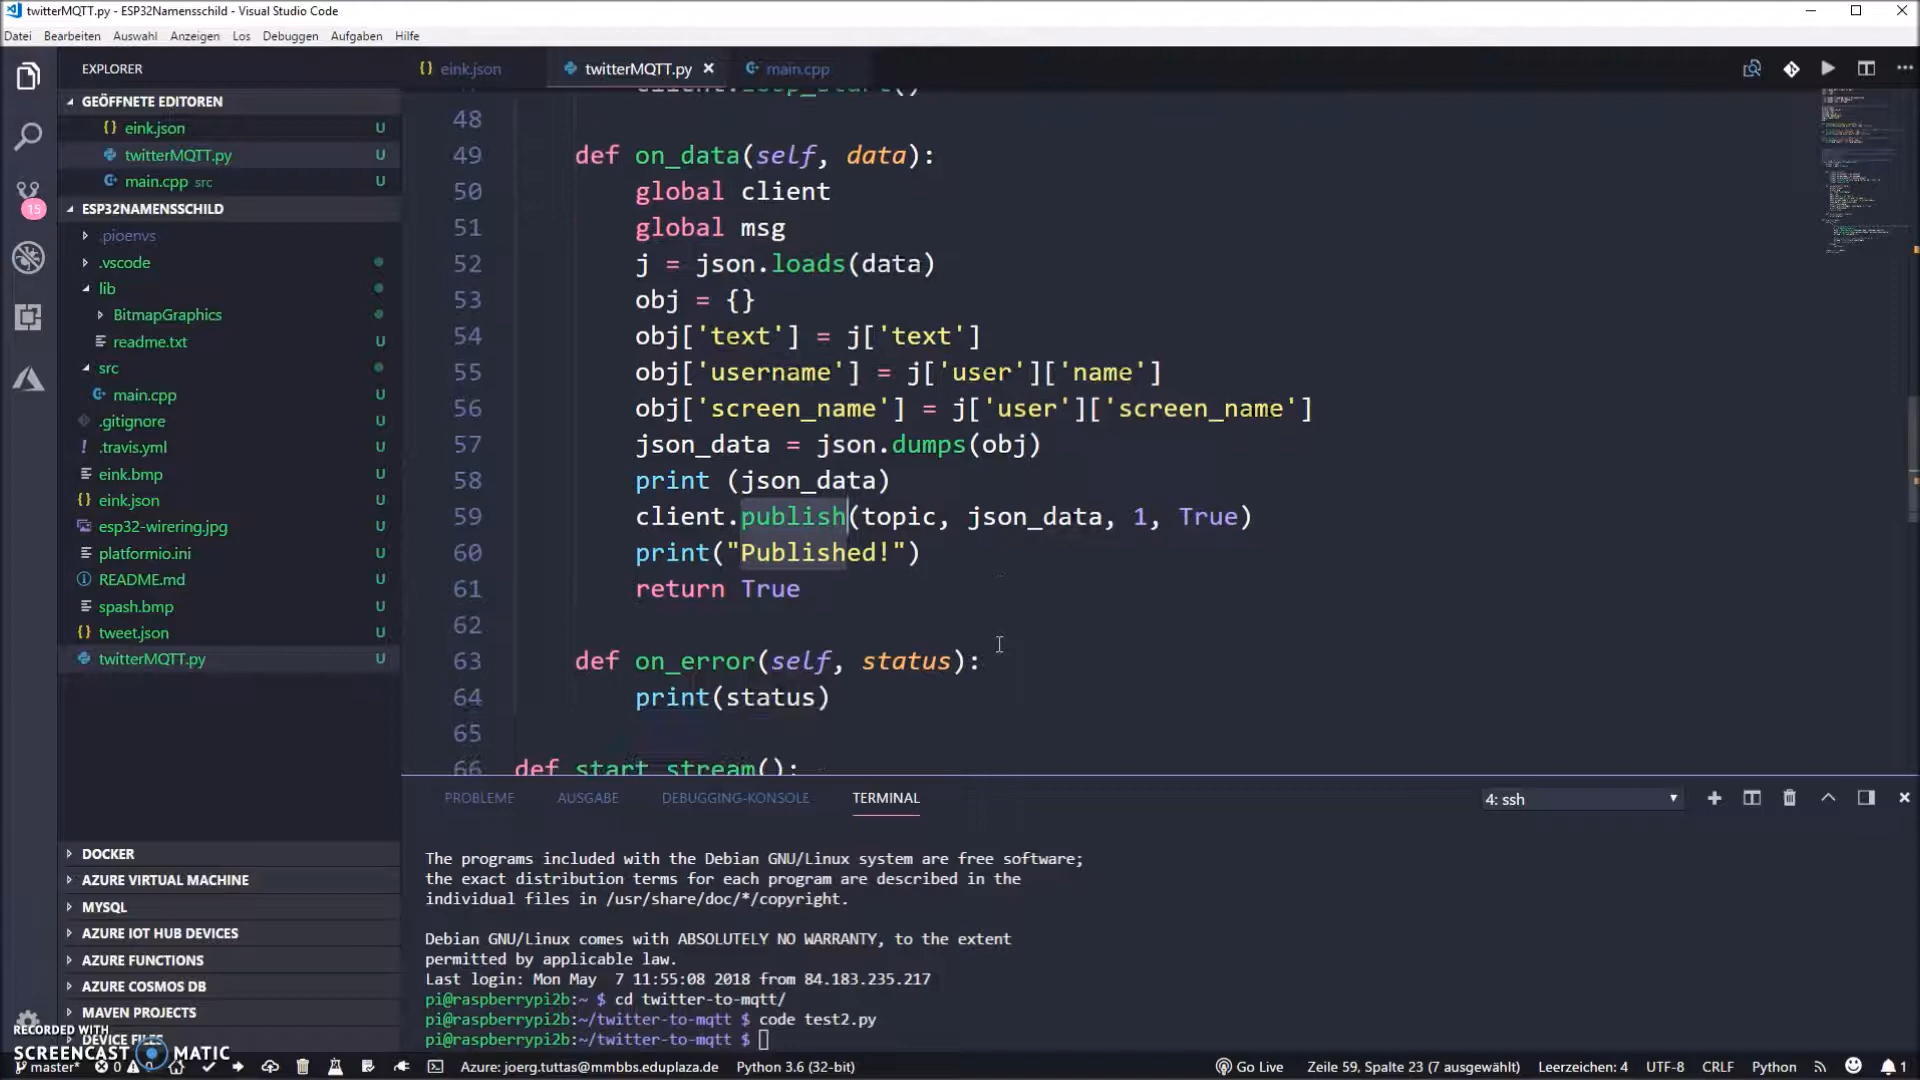 twitterMQTT.py - ESP32Namensschild - Visual Studio Code
Datei Bearbeiten Auswahl Anzeigen Los Debuggen Aufgaben Hilfe
EXPLORER
GEÖFFNETE EDITOREN
{} eink.json U
twitterMQTT.py U
main.cpp src U
15
ESP32NAMENSSCHILD
.pioenvs
.vscode
lib
BitmapGraphics
readme.txt U
src
main.cpp U
.gitignore U
.travis.yml U
eink.bmp U
{} eink.json U
esp32-wirering.jpg U
platformio.ini U
README.md U
spash.bmp U
{} tweet.json U
twitterMQTT.py U
DOCKER
AZURE VIRTUAL MACHINE
MYSQL
AZURE IOT HUB DEVICES
AZURE FUNCTIONS
AZURE COSMOS DB
MAVEN PROJECTS
DEVICE FILES
{} eink.json twitterMQTT.py main.cpp
47 client.loop_start()
48
49 def on_data(self, data):
50 global client
51 global msg
52 j = json.loads(data)
53 obj = {}
54 obj['text'] = j['text']
55 obj['username'] = j['user']['name']
56 obj['screen_name'] = j['user']['screen_name']
57 json_data = json.dumps(obj)
58 print (json_data)
59 client.publish(topic, json_data, 1, True)
60 print("Published!")
61 return True
62
63 def on_error(self, status):
64 print(status)
65
66 def start_stream():
PROBLEME AUSGABE DEBUGGING-KONSOLE TERMINAL
4: ssh
The programs included with the Debian GNU/Linux system are free software;
the exact distribution terms for each program are described in the
individual files in /usr/share/doc/*/copyright.
Debian GNU/Linux comes with ABSOLUTELY NO WARRANTY, to the extent
permitted by applicable law.
Last login: Mon May  7 11:55:08 2018 from 84.183.235.217
pi@raspberrypi2b:~ $ cd twitter-to-mqtt/
pi@raspberrypi2b:~/twitter-to-mqtt $ code test2.py
pi@raspberrypi2b:~/twitter-to-mqtt $
RECORDED WITH
SCREENCAST MATIC
master* 0 Azure: joerg.tuttas@mmbbs.eduplaza.de Python 3.6 (32-bit) Go Live Zeile 59, Spalte 23 (7 ausgewählt) Leerzeichen: 4 UTF-8 CRLF Python 1